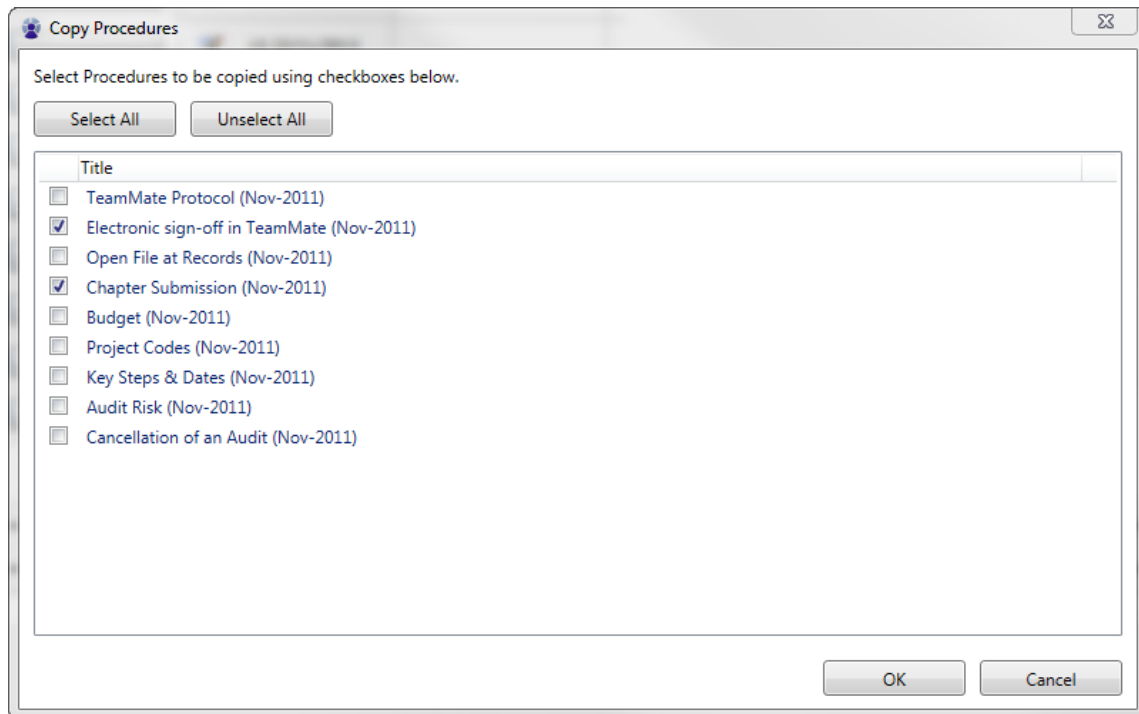 Copy Procedures
Select Procedures to be copied using checkboxes below.
Select All
Unselect All
Title
TeamMate Protocol (Nov-2011)
Electronic sign-off in TeamMate (Nov-2011)
Open File at Records (Nov-2011)
Chapter Submission (Nov-2011)
Budget (Nov-2011)
Project Codes (Nov-2011)
Key Steps & Dates (Nov-2011)
Audit Risk (Nov-2011)
Cancellation of an Audit (Nov-2011)
OK
Cancel